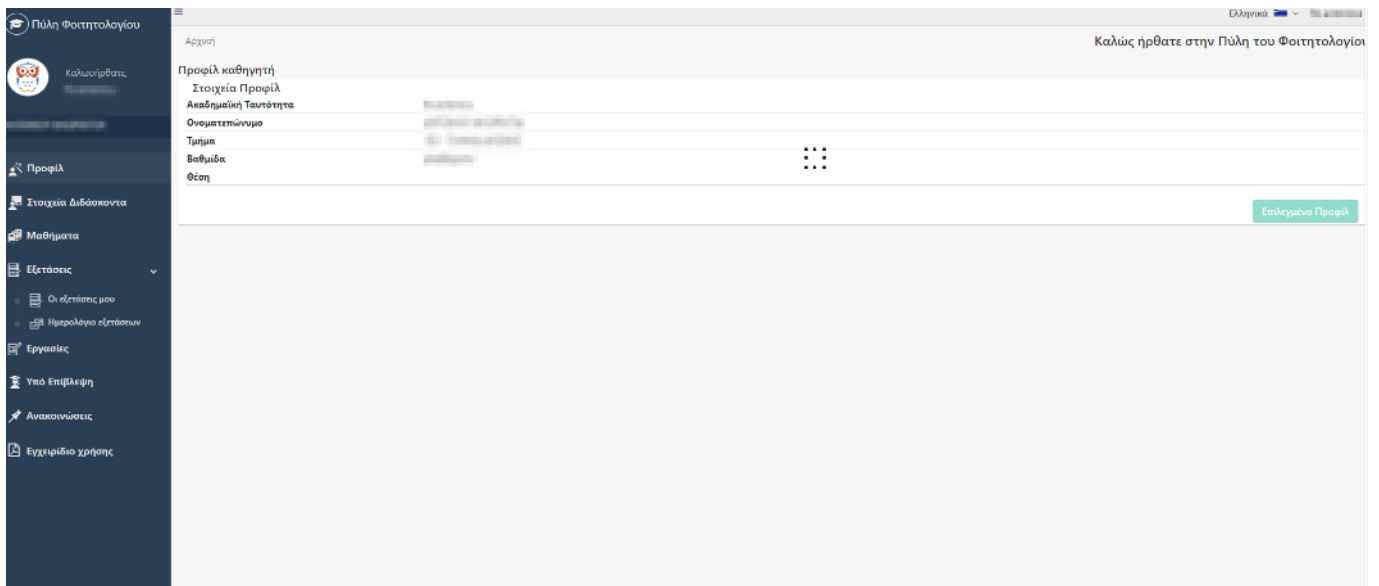 Πύλη Φοιτητολογίου
Καλωσήρθατε,
Προφίλ
Στοιχεία Διδάσκοντα
Μαθήματα
Εξετάσεις
Οι εξετάσεις μου
Ημερολόγιο εξετάσεων
Εργασίες
Υπό Επίβλεψη
Ανακοινώσεις
Εγχειρίδιο χρήσης
Ελληνικά
Αρχική
Καλώς ήρθατε στην Πύλη του Φοιτητολογίου
Προφίλ καθηγητή
Στοιχεία Προφίλ
Ακαδημαϊκή Ταυτότητα
Ονοματεπώνυμο
Τμήμα
Βαθμίδα
Θέση
Επιλεγμένο Προφίλ